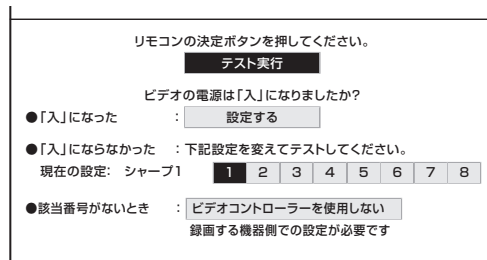 リモコンの決定ボタンを押してください。
テスト実行
ビデオの電源は「入」になりましたか?
●「入」になった : 設定する
●「入」にならなかった : 下記設定を変えてテストしてください。
現在の設定: シャープ1 1 2 3 4 5 6 7 8
●該当番号がないとき : ビデオコントローラーを使用しない
録画する機器側での設定が必要です